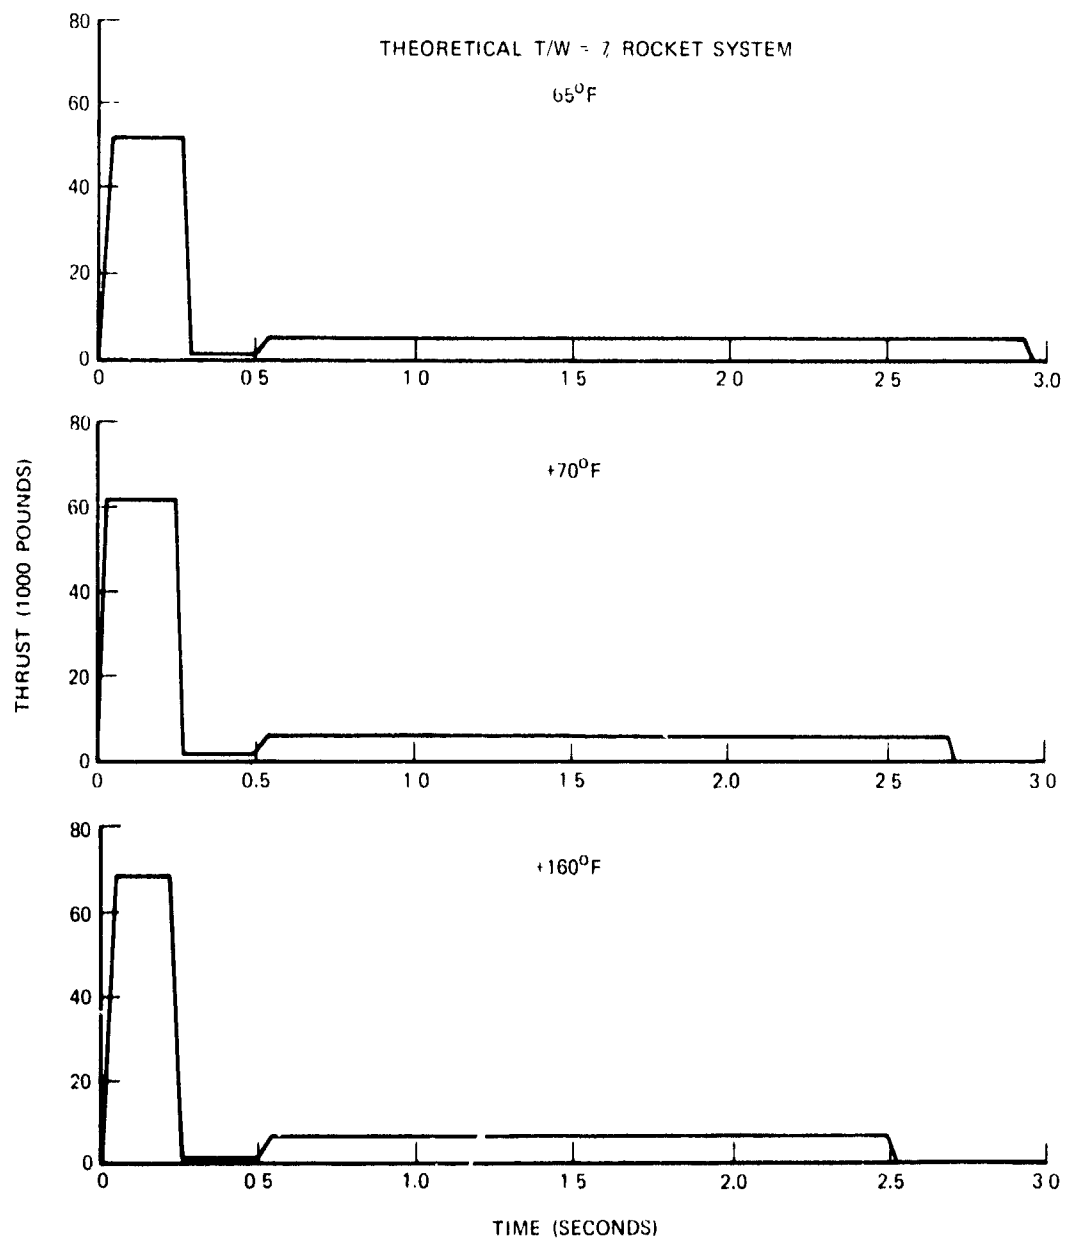 THEORETICAL T/W = 7, ROCKET SYSTEM
65°F
80
60
40
20
0
0 0 5 1 0 1 5 2 0 2 5 3.0
+70°F
80
60
40
20
0
0 0.5 1 0 1 5 2.0 2 5 3 0
+160°F
80
60
40
20
0
0 0 5 1.0 1 5 2.0 2.5 3 0
THRUST (1000 POUNDS)
TIME (SECONDS)